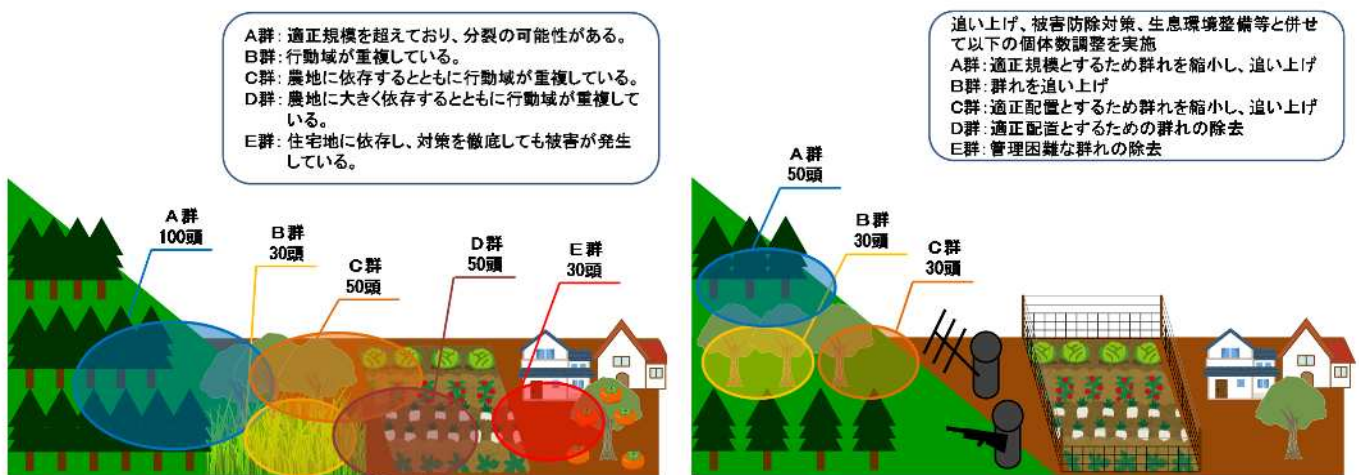 A群：適正規模を超えており、分裂の可能性がある。
B群：行動域が重複している。
C群：農地に依存するとともに行動域が重複している。
D群：農地に大きく依存するとともに行動域が重複して
いる。
E群：住宅地に依存し、対策を徹底しても被害が発生
している。
A群
100頭
B群
30頭
C群
50頭
D群
50頭
E群
30頭
追い上げ、被害防除対策、生息環境整備等と併せ
て以下の個体数調整を実施
A群：適正規模とするため群れを縮小し、追い上げ
B群：群れを追い上げ
C群：適正配置とするため群れを縮小し、追い上げ
D群：適正配置とするための群れの除去
E群：管理困難な群れの除去
A群
50頭
B群
30頭
C群
30頭